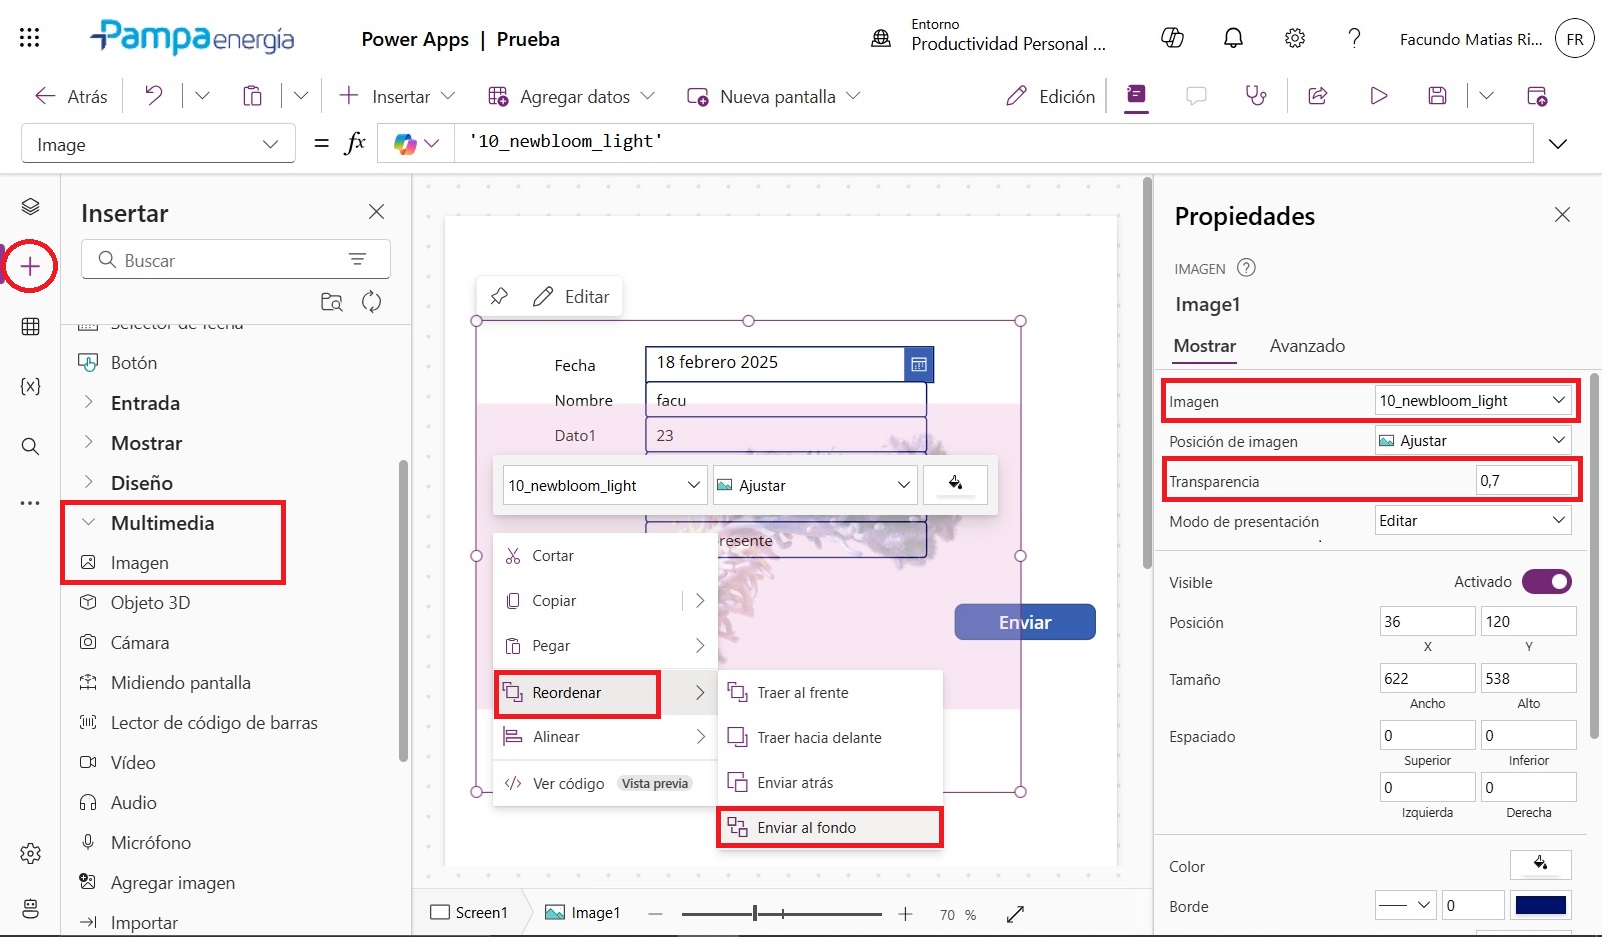 Pampa energía
Power Apps | Prueba
Entorno
Productividad Personal ...
Facundo Matias Ri...
FR
Atrás
Insertar
Agregar datos
Nueva pantalla
Edición
Image
= fx
'10_newbloom_light'
Insertar
Buscar
Selector de fecha
Botón
Entrada
Mostrar
Diseño
Multimedia
Imagen
Objeto 3D
Cámara
Midiendo pantalla
Lector de código de barras
Vídeo
Audio
Micrófono
Agregar imagen
Importar
Editar
Fecha
18 febrero 2025
Nombre
facu
Dato1
23
10_newbloom_light
Ajustar
resente
Cortar
Copiar
Pegar
Reordenar
Alinear
Ver código Vista previa
Traer al frente
Traer hacia delante
Enviar atrás
Enviar al fondo
Enviar
Screen1
Image1
70 %
Propiedades
IMAGEN
Image1
Mostrar
Avanzado
Imagen
10_newbloom_light
Posición de imagen
Ajustar
Transparencia
0,7
Modo de presentación
Editar
Visible
Activado
Posición
36
120
X
Y
Tamaño
622
538
Ancho
Alto
Espaciado
0
0
Superior
Inferior
0
0
Izquierda
Derecha
Color
Borde
0